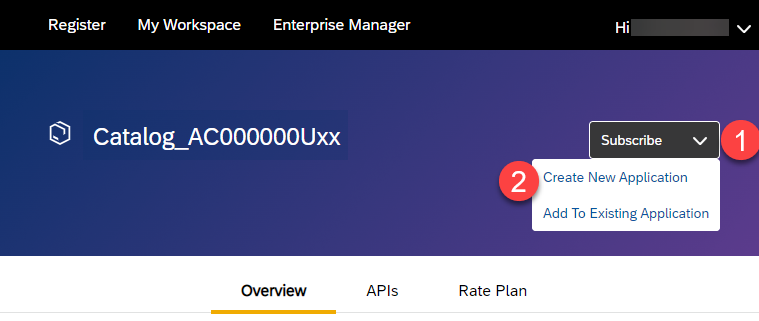 Register My Workspace Enterprise Manager Hi
Catalog_AC000000Uxx
Subscribe 1
2 Create New Application
Add To Existing Application
Overview APIs Rate Plan